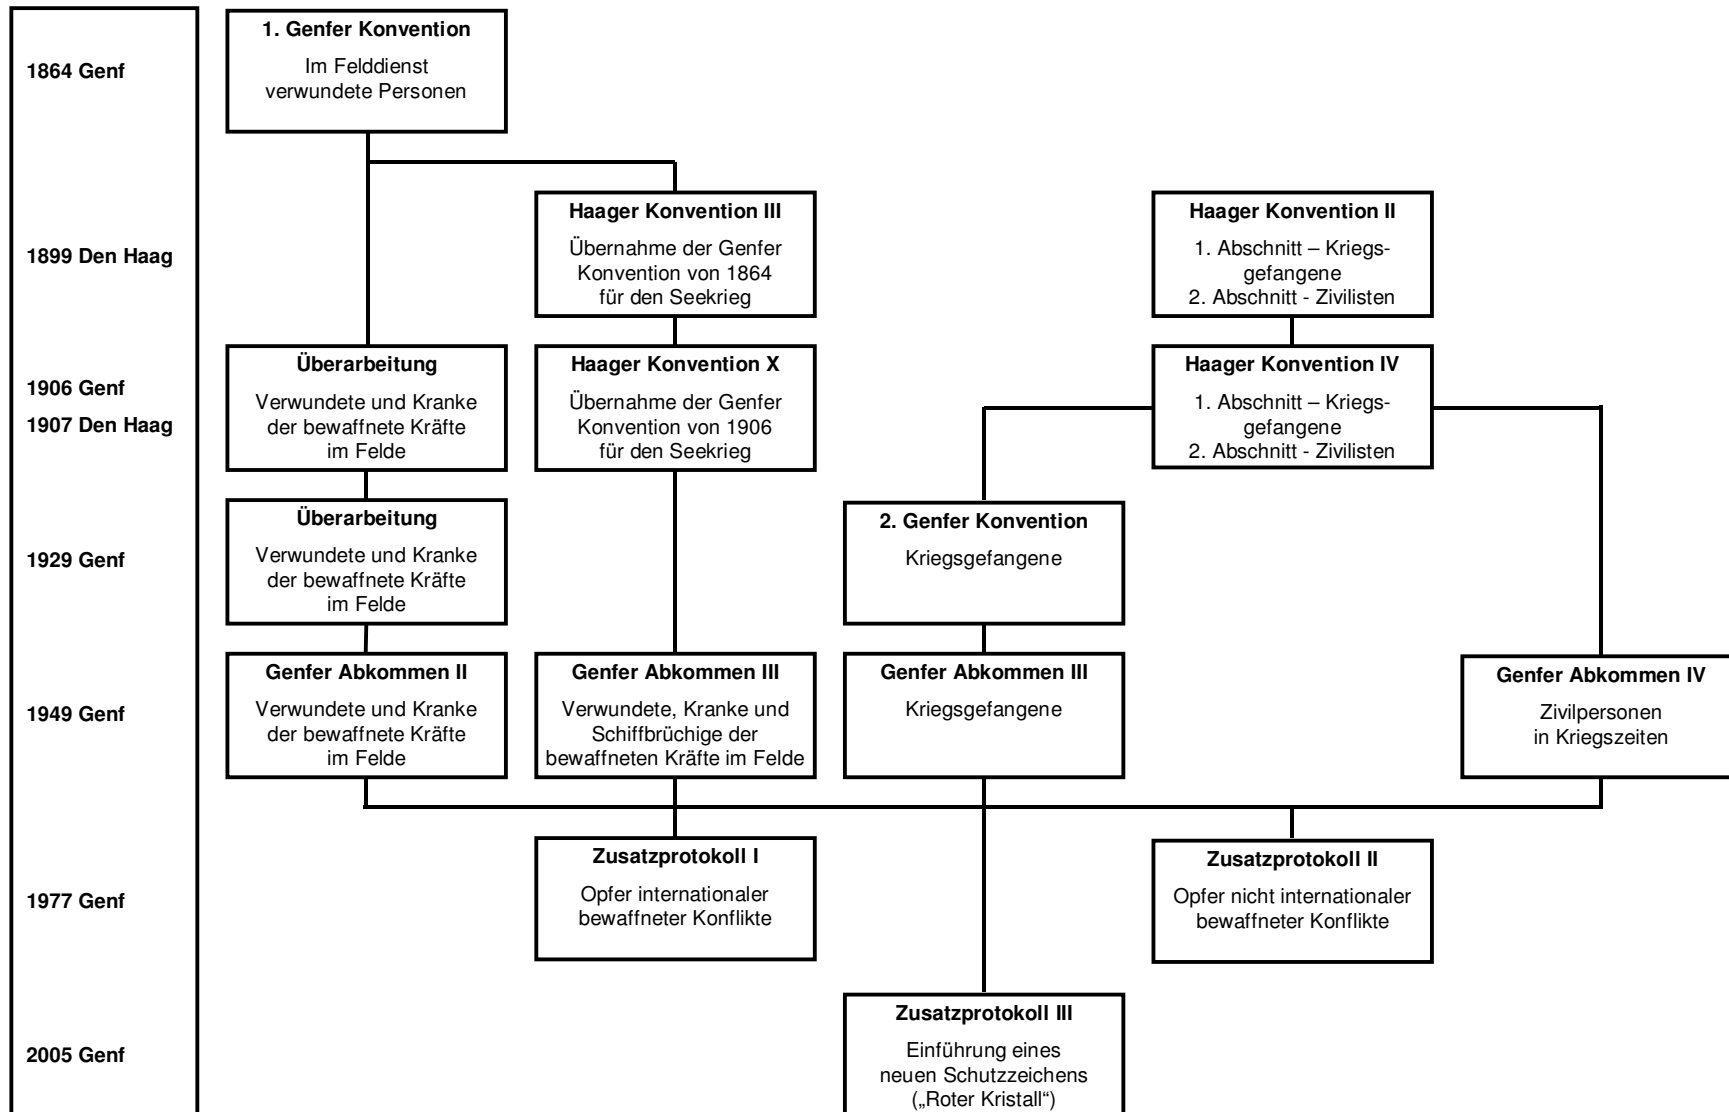 1864 Genf
1. Genfer Konvention
Im Felddienst
verwundete Personen
1899 Den Haag
Haager Konvention III
Übernahme der Genfer
Konvention von 1864
für den Seekrieg
Haager Konvention II
1. Abschnitt – Kriegs-
gefangene
2. Abschnitt - Zivilisten
1906 Genf
1907 Den Haag
Überarbeitung
Verwundete und Kranke
der bewaffnete Kräfte
im Felde
Haager Konvention X
Übernahme der Genfer
Konvention von 1906
für den Seekrieg
Haager Konvention IV
1. Abschnitt – Kriegs-
gefangene
2. Abschnitt - Zivilisten
1929 Genf
Überarbeitung
Verwundete und Kranke
der bewaffnete Kräfte
im Felde
2. Genfer Konvention
Kriegsgefangene
1949 Genf
Genfer Abkommen II
Verwundete und Kranke
der bewaffnete Kräfte
im Felde
Genfer Abkommen III
Verwundete, Kranke und
Schiffbrüchige der
bewaffneten Kräfte im Felde
Genfer Abkommen III
Kriegsgefangene
Genfer Abkommen IV
Zivilpersonen
in Kriegszeiten
1977 Genf
Zusatzprotokoll I
Opfer internationaler
bewaffneter Konflikte
Zusatzprotokoll II
Opfer nicht internationaler
bewaffneter Konflikte
2005 Genf
Zusatzprotokoll III
Einführung eines
neuen Schutzzeichens
(„Roter Kristall“)